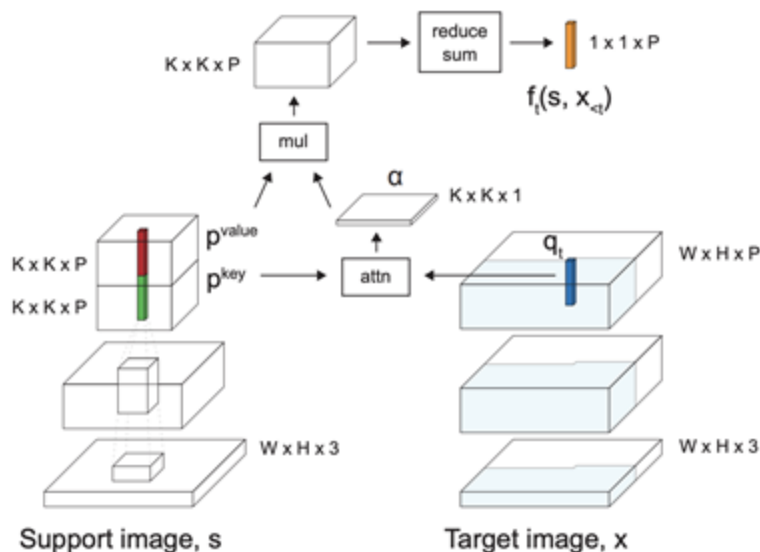 K x K x P
reduce
sum
1 x 1 x P
f_t(s, x_<t)
mul
α
K x K x 1
p^value
K x K x P
p^key
K x K x P
attn
q_t
W x H x P
W x H x 3
W x H x 3
Support image, s
Target image, x